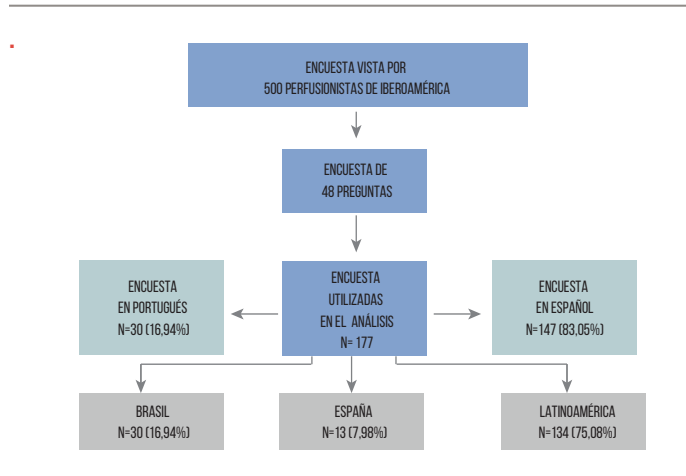 ENCUESTA VISTA POR
500 PERFUSIONISTAS DE IBEROAMÉRICA
ENCUESTA DE
48 PREGUNTAS
ENCUESTA
EN PORTUGUÉS
N=30 (16,94%)
ENCUESTA
UTILIZADAS
EN EL ANÁLISIS
N= 177
ENCUESTA
EN ESPAÑOL
N=147 (83,05%)
BRASIL
N=30 (16,94%)
ESPAÑA
N=13 (7,98%)
LATINOAMÉRICA
N=134 (75,08%)